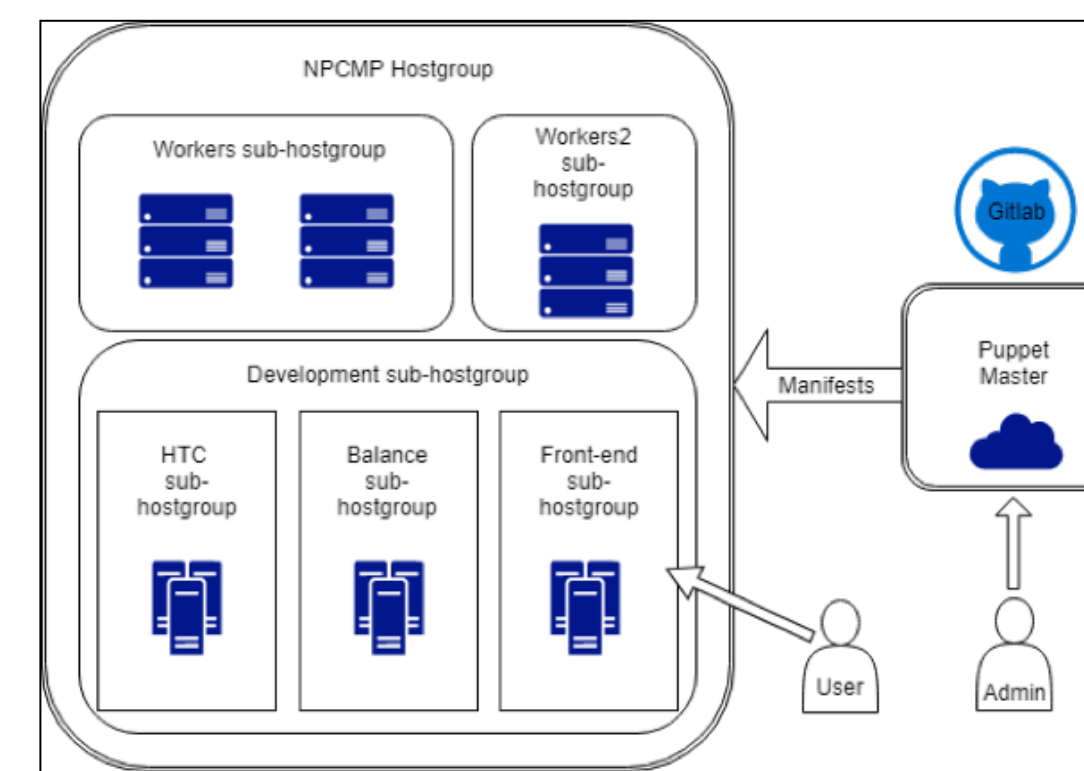 NPCMP Hostgroup
Workers sub-hostgroup
Workers2
sub-
hostgroup
Gitlab
Puppet
Master
Manifests
Development sub-hostgroup
HTC
sub-
hostgroup
Balance
sub-
hostgroup
Front-end
sub-
hostgroup
User
Admin